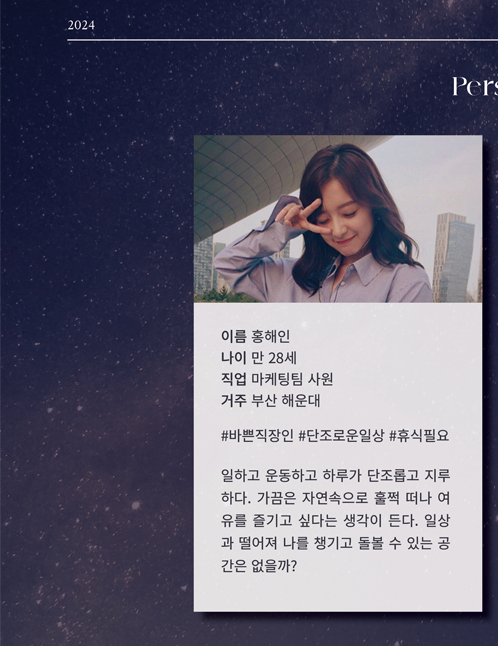 2024
Pers
이름 홍해인
나이 만 28세
직업 마케팅팀 사원
거주 부산 해운대
#바쁜직장인 #단조로운일상 #휴식필요
일하고 운동하고 하루가 단조롭고 지루
하다. 가끔은 자연속으로 훌쩍 떠나 여
유를 즐기고 싶다는 생각이 든다. 일상
과 떨어져 나를 챙기고 돌볼 수 있는 공
간은 없을까?